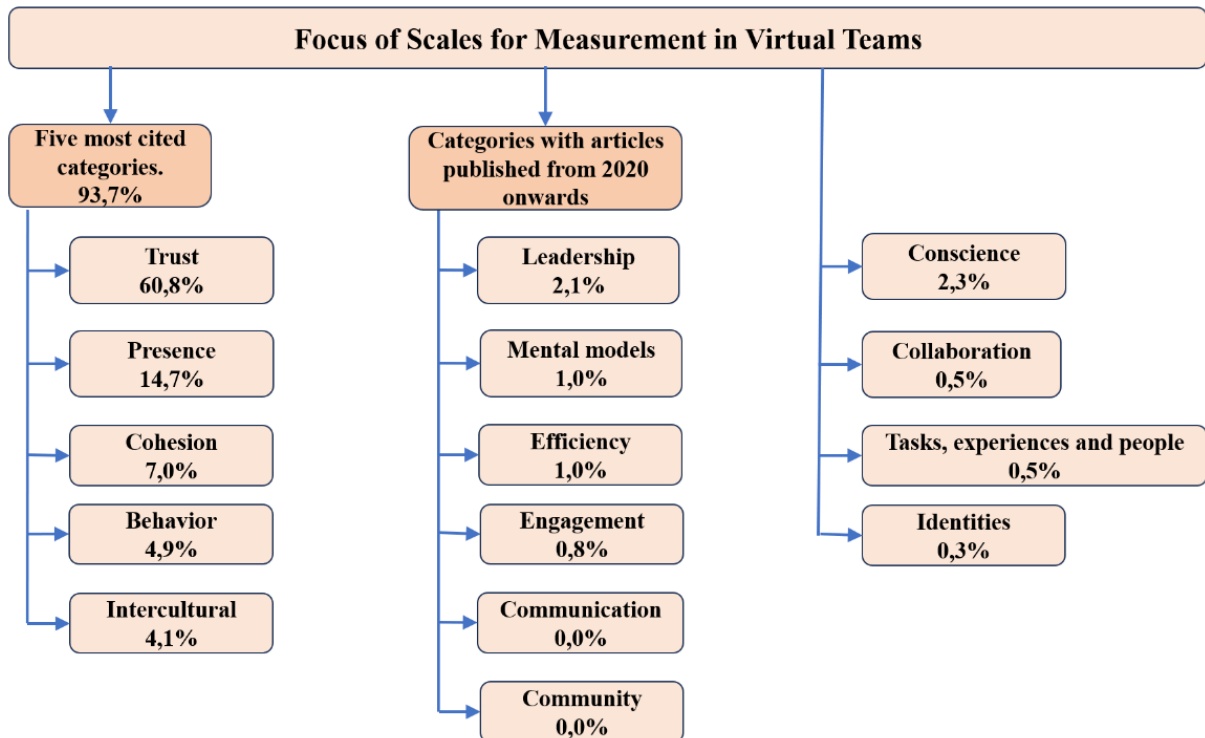 Focus of Scales for Measurement in Virtual Teams
Five most cited
categories.
93,7%
Trust
60,8%
Presence
14,7%
Cohesion
7,0%
Behavior
4,9%
Intercultural
4,1%
Categories with articles
published from 2020
onwards
Leadership
2,1%
Mental models
1,0%
Efficiency
1,0%
Engagement
0,8%
Communication
0,0%
Community
0,0%
Conscience
2,3%
Collaboration
0,5%
Tasks, experiences and people
0,5%
Identities
0,3%